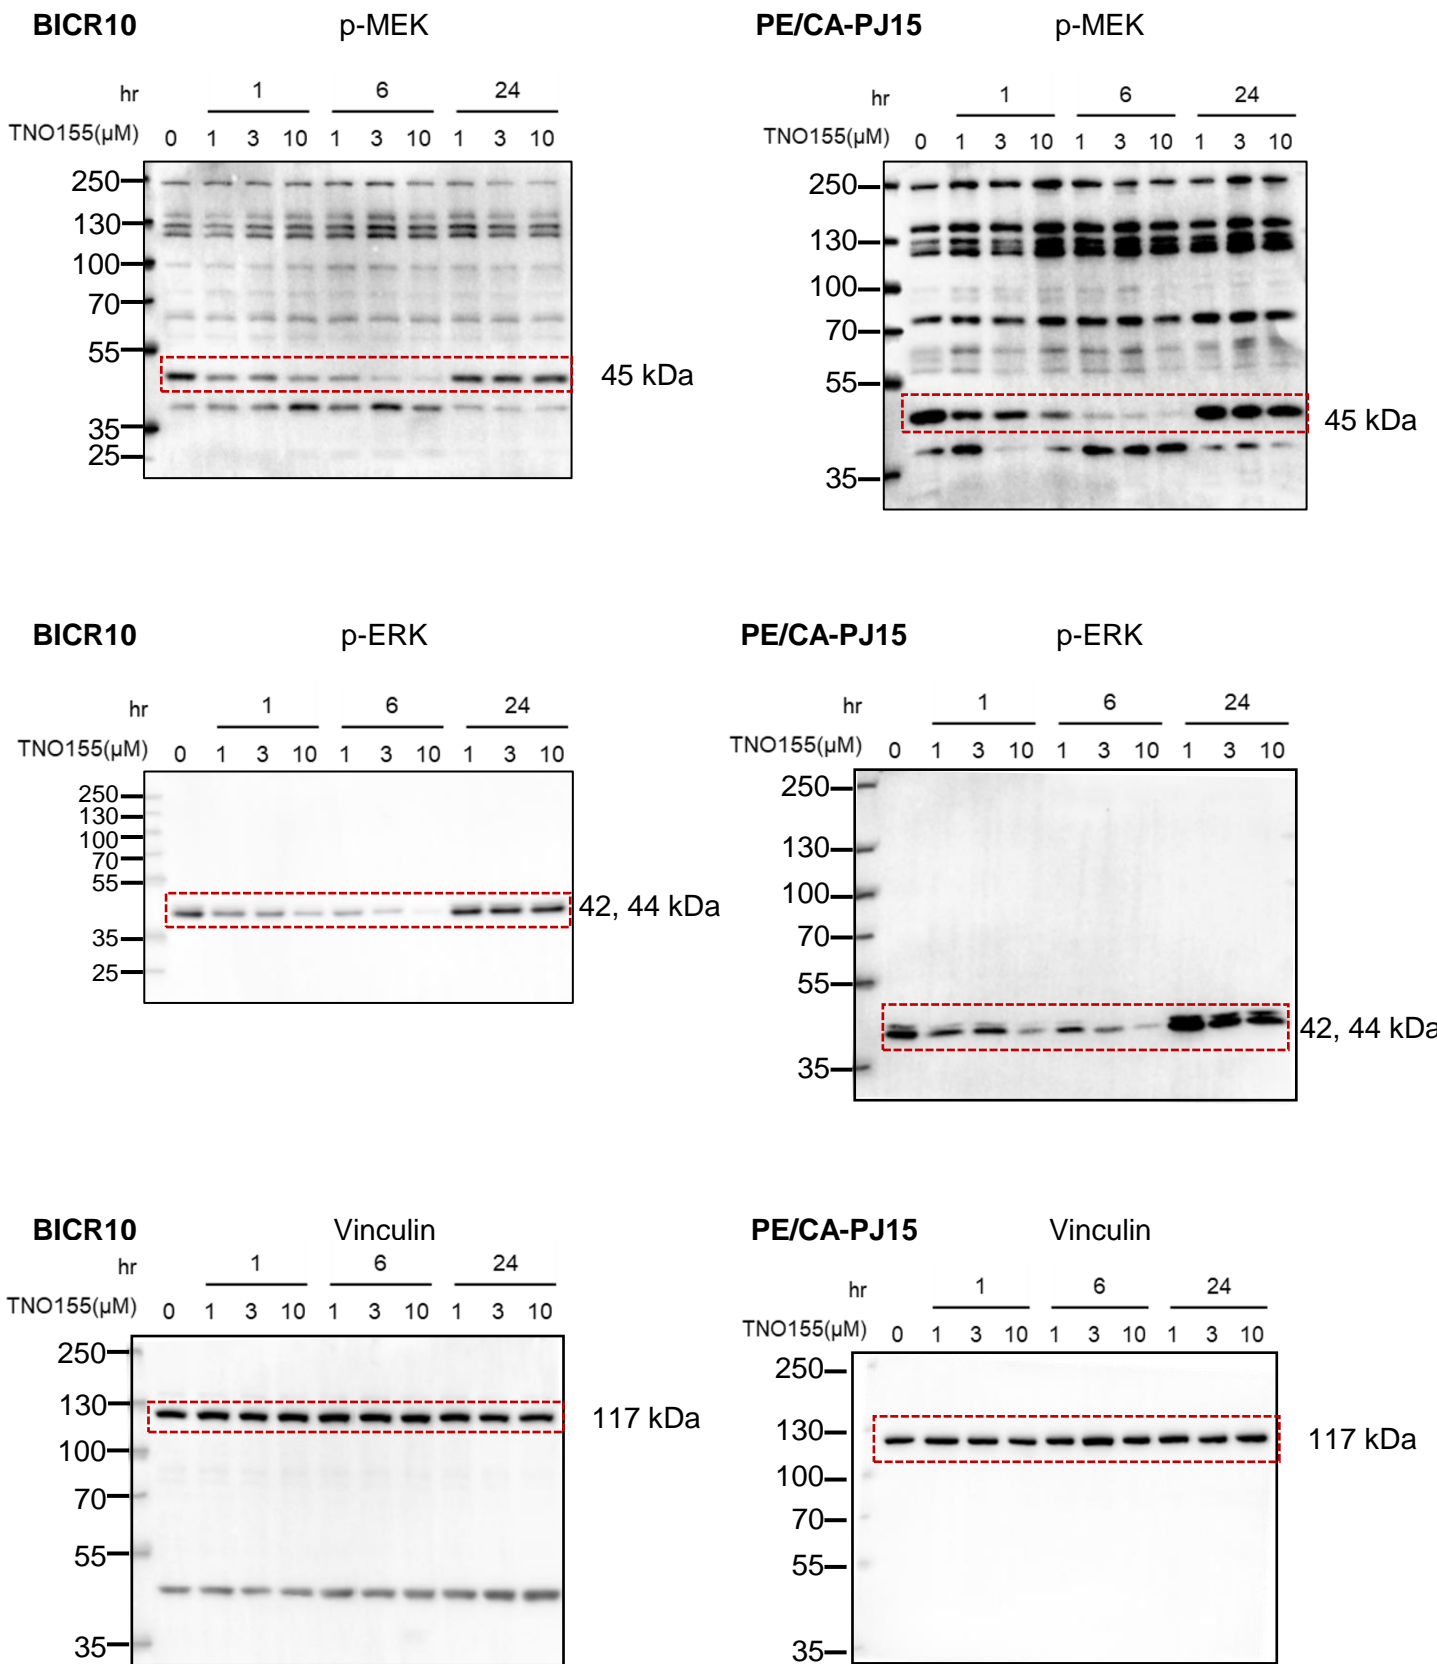 BICR10 p-MEK
hr 1 6 24
TNO155(µM) 0 1 3 10 1 3 10 1 3 10
250
130
100
70
55
35
25
45 kDa
PE/CA-PJ15 p-MEK
hr 1 6 24
TNO155(µM) 0 1 3 10 1 3 10 1 3 10
250
130
100
70
55
35
45 kDa
BICR10 p-ERK
hr 1 6 24
TNO155(µM) 0 1 3 10 1 3 10 1 3 10
250
130
100
70
55
35
25
42, 44 kDa
PE/CA-PJ15 p-ERK
hr 1 6 24
TNO155(µM) 0 1 3 10 1 3 10 1 3 10
250
130
100
70
55
35
42, 44 kDa
BICR10 Vinculin
hr 1 6 24
TNO155(µM) 0 1 3 10 1 3 10 1 3 10
250
130
100
70
55
35
117 kDa
PE/CA-PJ15 Vinculin
hr 1 6 24
TNO155(µM) 0 1 3 10 1 3 10 1 3 10
250
130
100
70
55
35
117 kDa